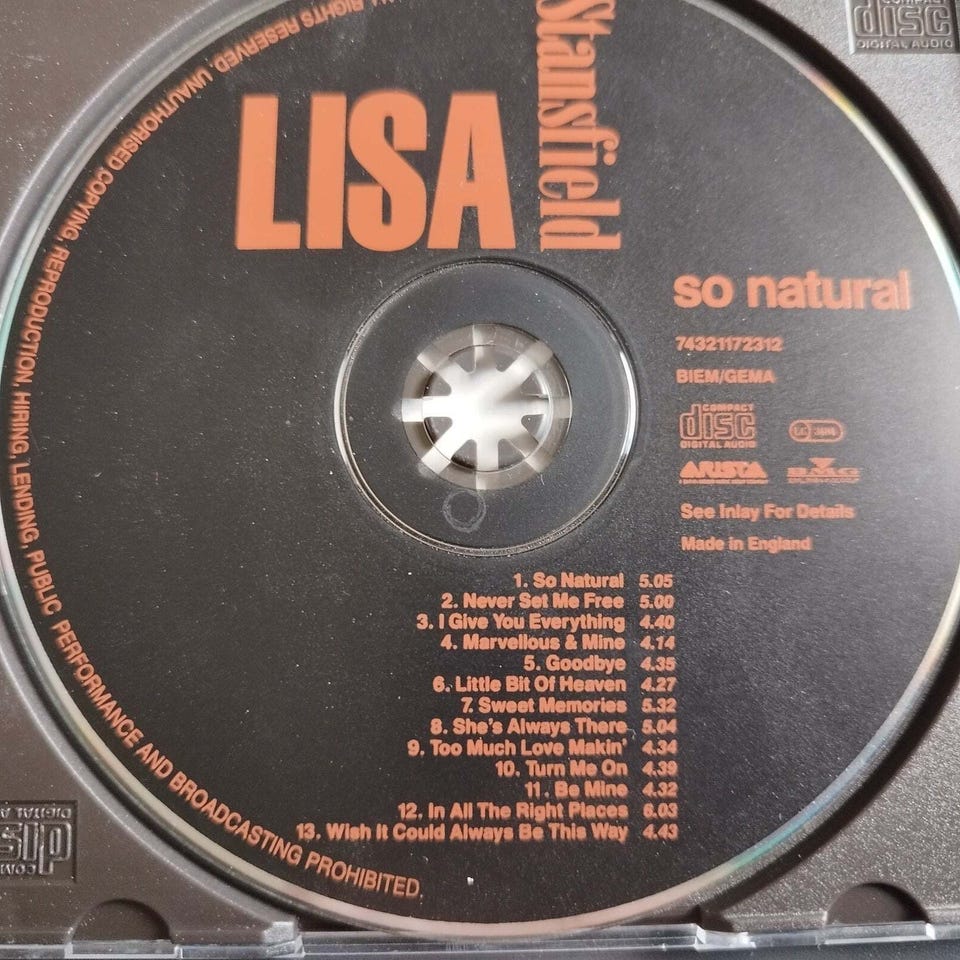 ALL RIGHTS RESERVED. UNAUTHORISED COPYING, REPRODUCTION, HIRING, LENDING, PUBLIC PERFORMANCE AND BROADCASTING PROHIBITED.
COMPACT
disc
DIGITAL AUDIO
LISA
Stansfield
so natural
74321172312
BIEM/GEMA
COMPACT
disc
DIGITAL AUDIO
ARISTA
BMG
See Inlay For Details
Made in England
1. So Natural 5.05
2. Never Set Me Free 5.00
3. I Give You Everything 4.40
4. Marvellous & Mine 4.14
5. Goodbye 4.35
6. Little Bit Of Heaven 4.27
7. Sweet Memories 5.32
8. She's Always There 5.04
9. Too Much Love Makin' 4.34
10. Turn Me On 4.39
11. Be Mine 4.32
12. In All The Right Places 6.03
13. Wish It Could Always Be This Way 4.43
DIGITAL A
disc
COM